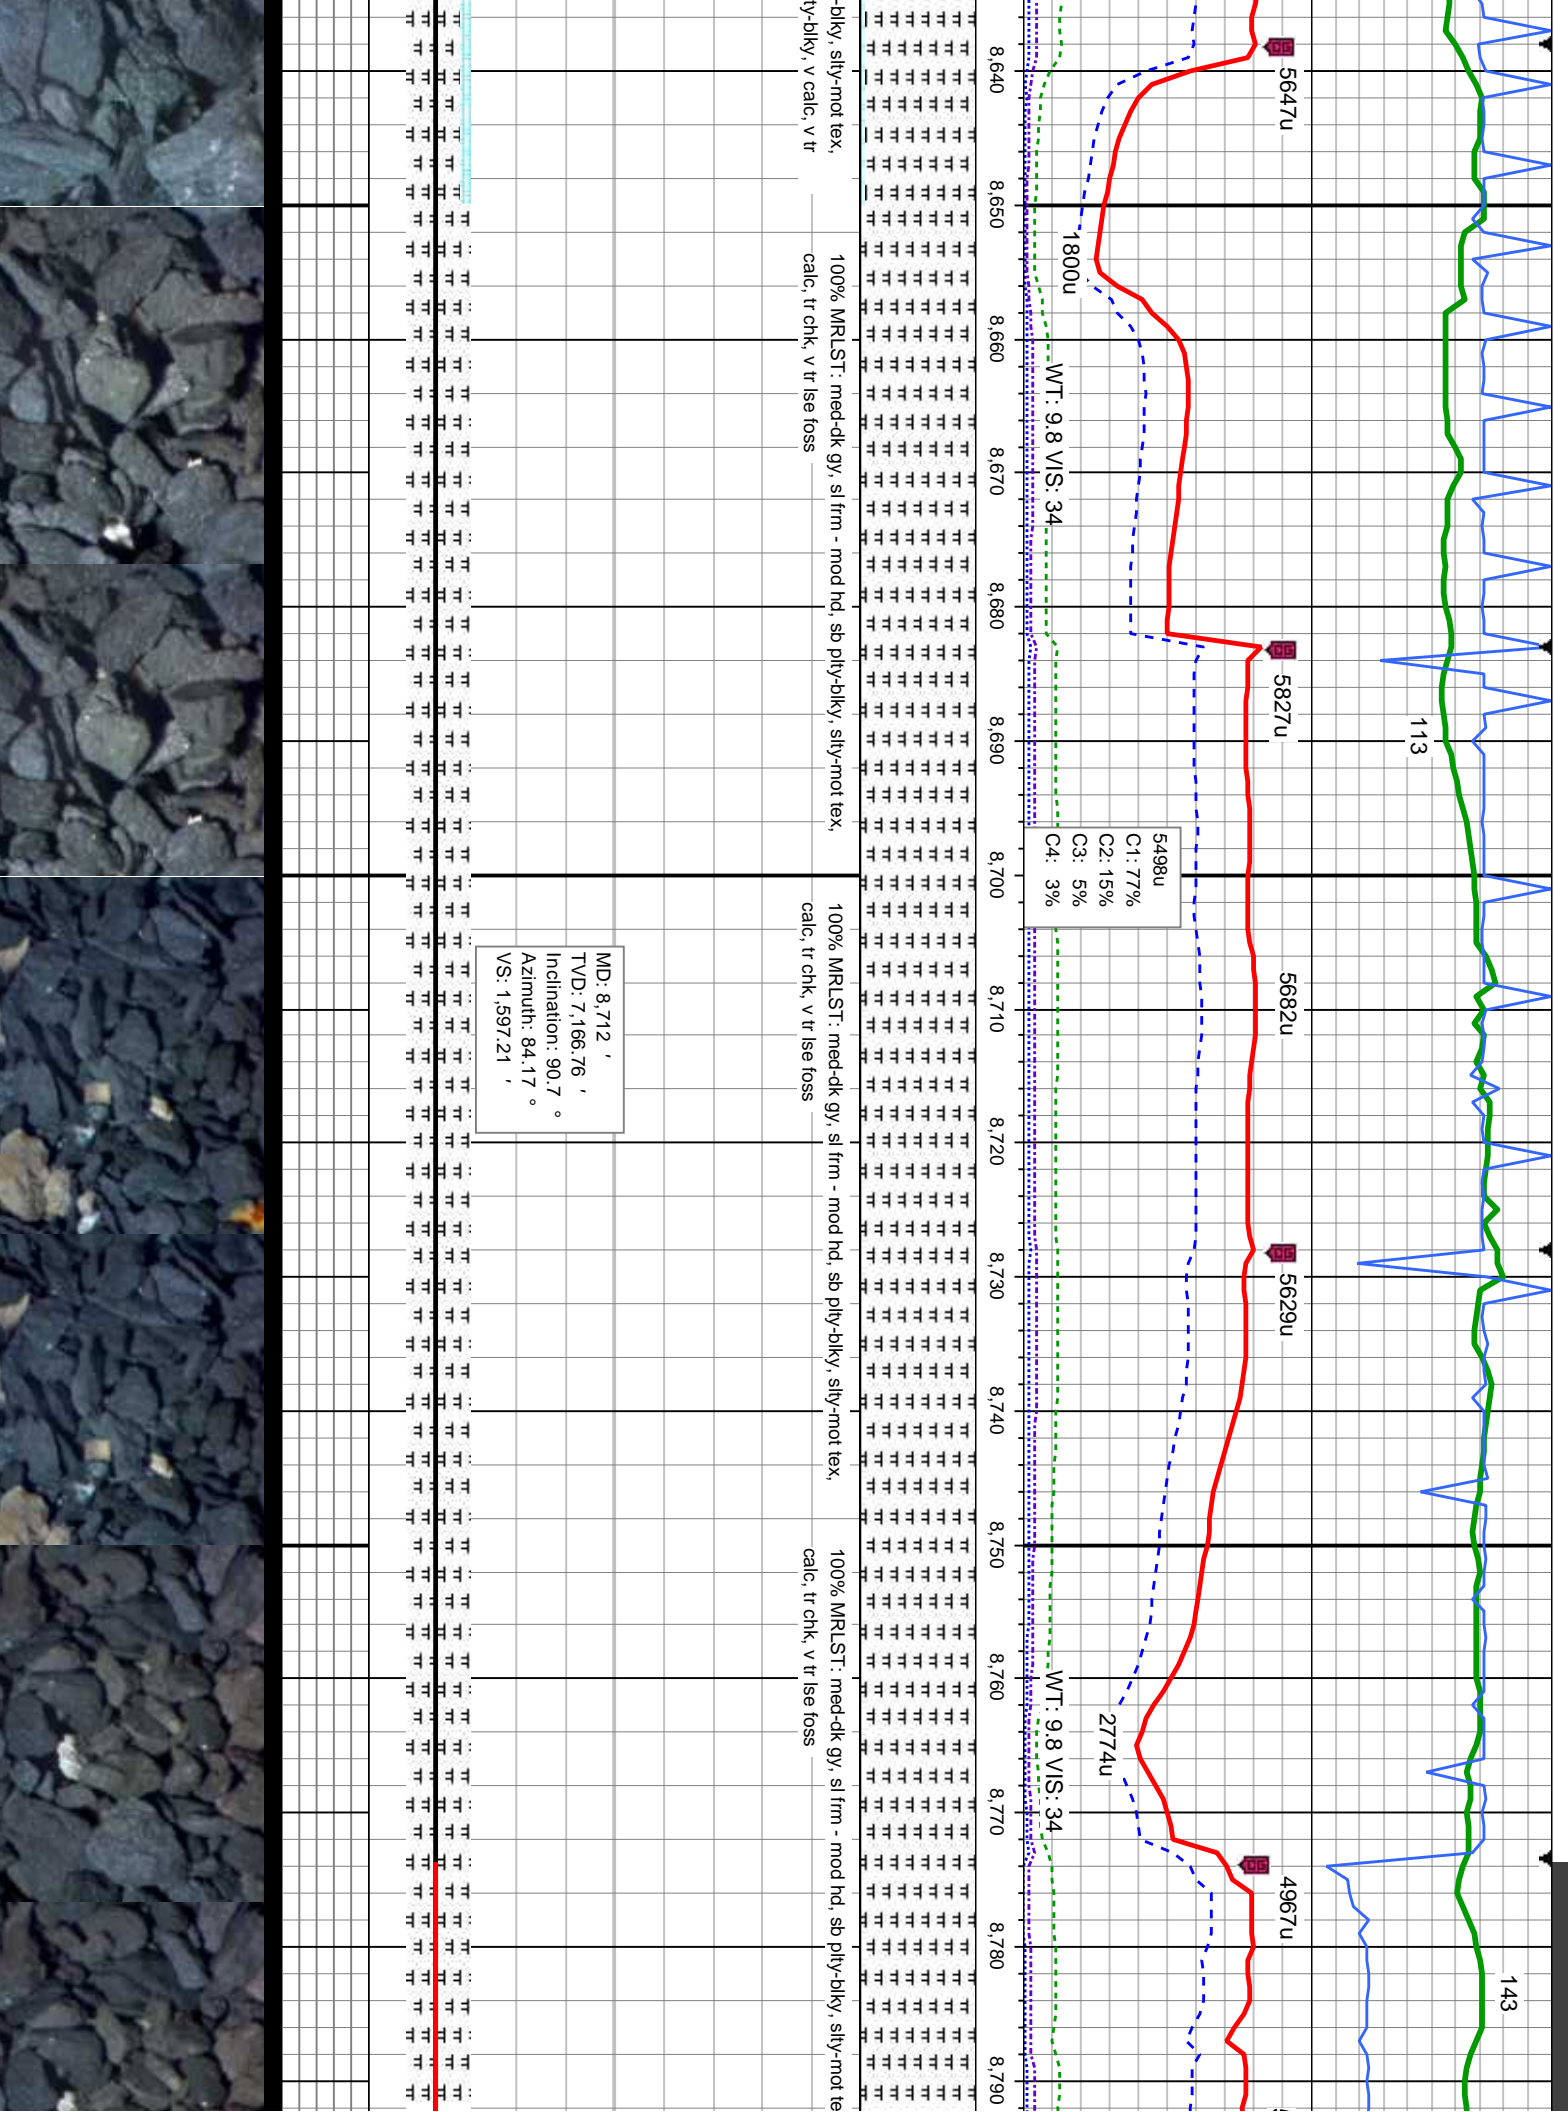 -blky, slty-mot tex,
ty-blky, v calc, v tr
100% MRLST: med-dk gy, sl frm - mod hd, sb plty-blky, slty-mot tex,
calc, tr chk, v tr lse foss
100% MRLST: med-dk gy, sl frm - mod hd, sb plty-blky, slty-mot tex,
calc, tr chk, v tr lse foss
100% MRLST: med-dk gy, sl frm - mod hd, sb plty-blky, slty-mot te
calc, tr chk, v tr lse foss
MD: 8,712 '
TVD: 7,166.76 '
Inclination: 90.7 °
Azimuth: 84.17 °
VS: 1,597.21 '
8,640
8,650
8,660
8,670
8,680
8,690
8,700
8,710
8,720
8,730
8,740
8,750
8,760
8,770
8,780
8,790
5647u
1800u
WT: 9.8 VIS: 34
5827u
113
5498u
C1: 77%
C2: 15%
C3: 5%
C4: 3%
5682u
5629u
2774u
WT: 9.8 VIS: 34
4967u
143